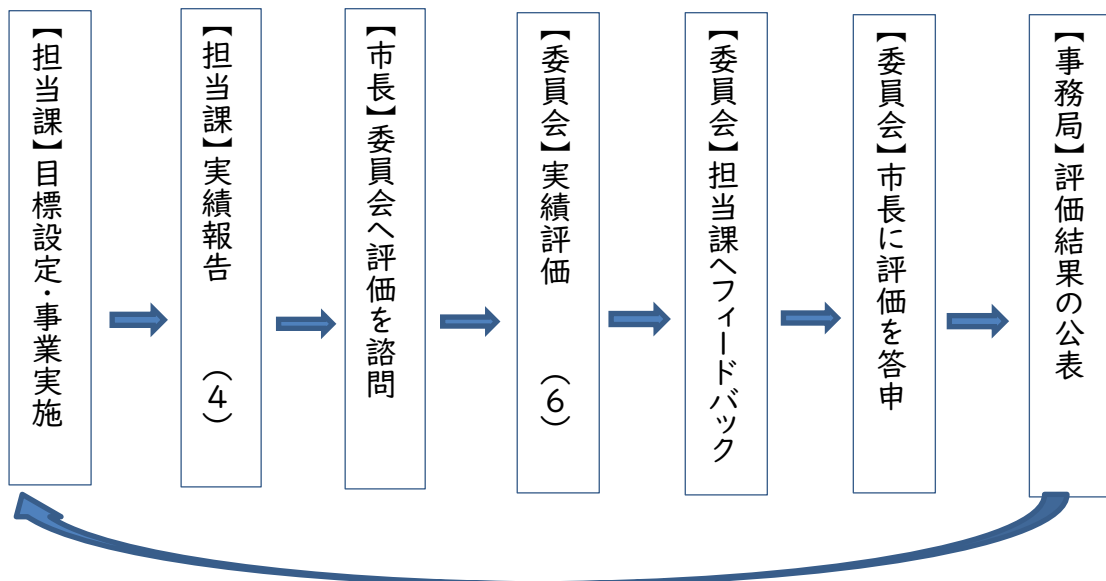 【担当課】目標設定・事業実施
【担当課】実績報告　　（４）
【市長】委員会へ評価を諮問
【委員会】実績評価　　（６）
【委員会】担当課へフィードバック
【委員会】市長に評価を答申
【事務局】評価結果の公表